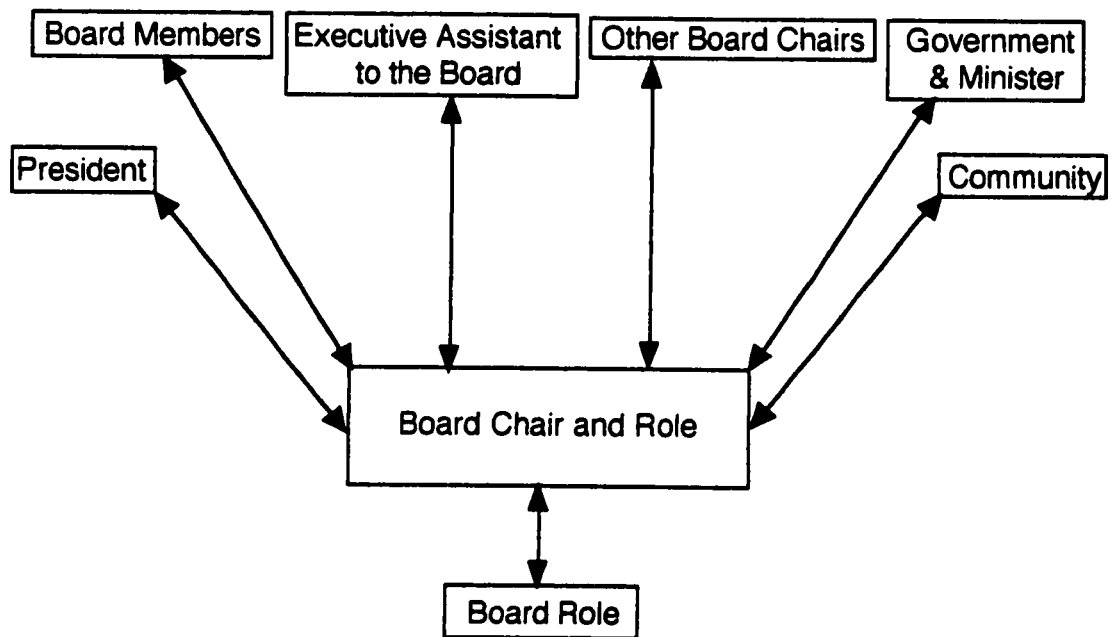 Board Members
Executive Assistant
to the Board
Other Board Chairs
Government
& Minister
President
Community
Board Chair and Role
Board Role